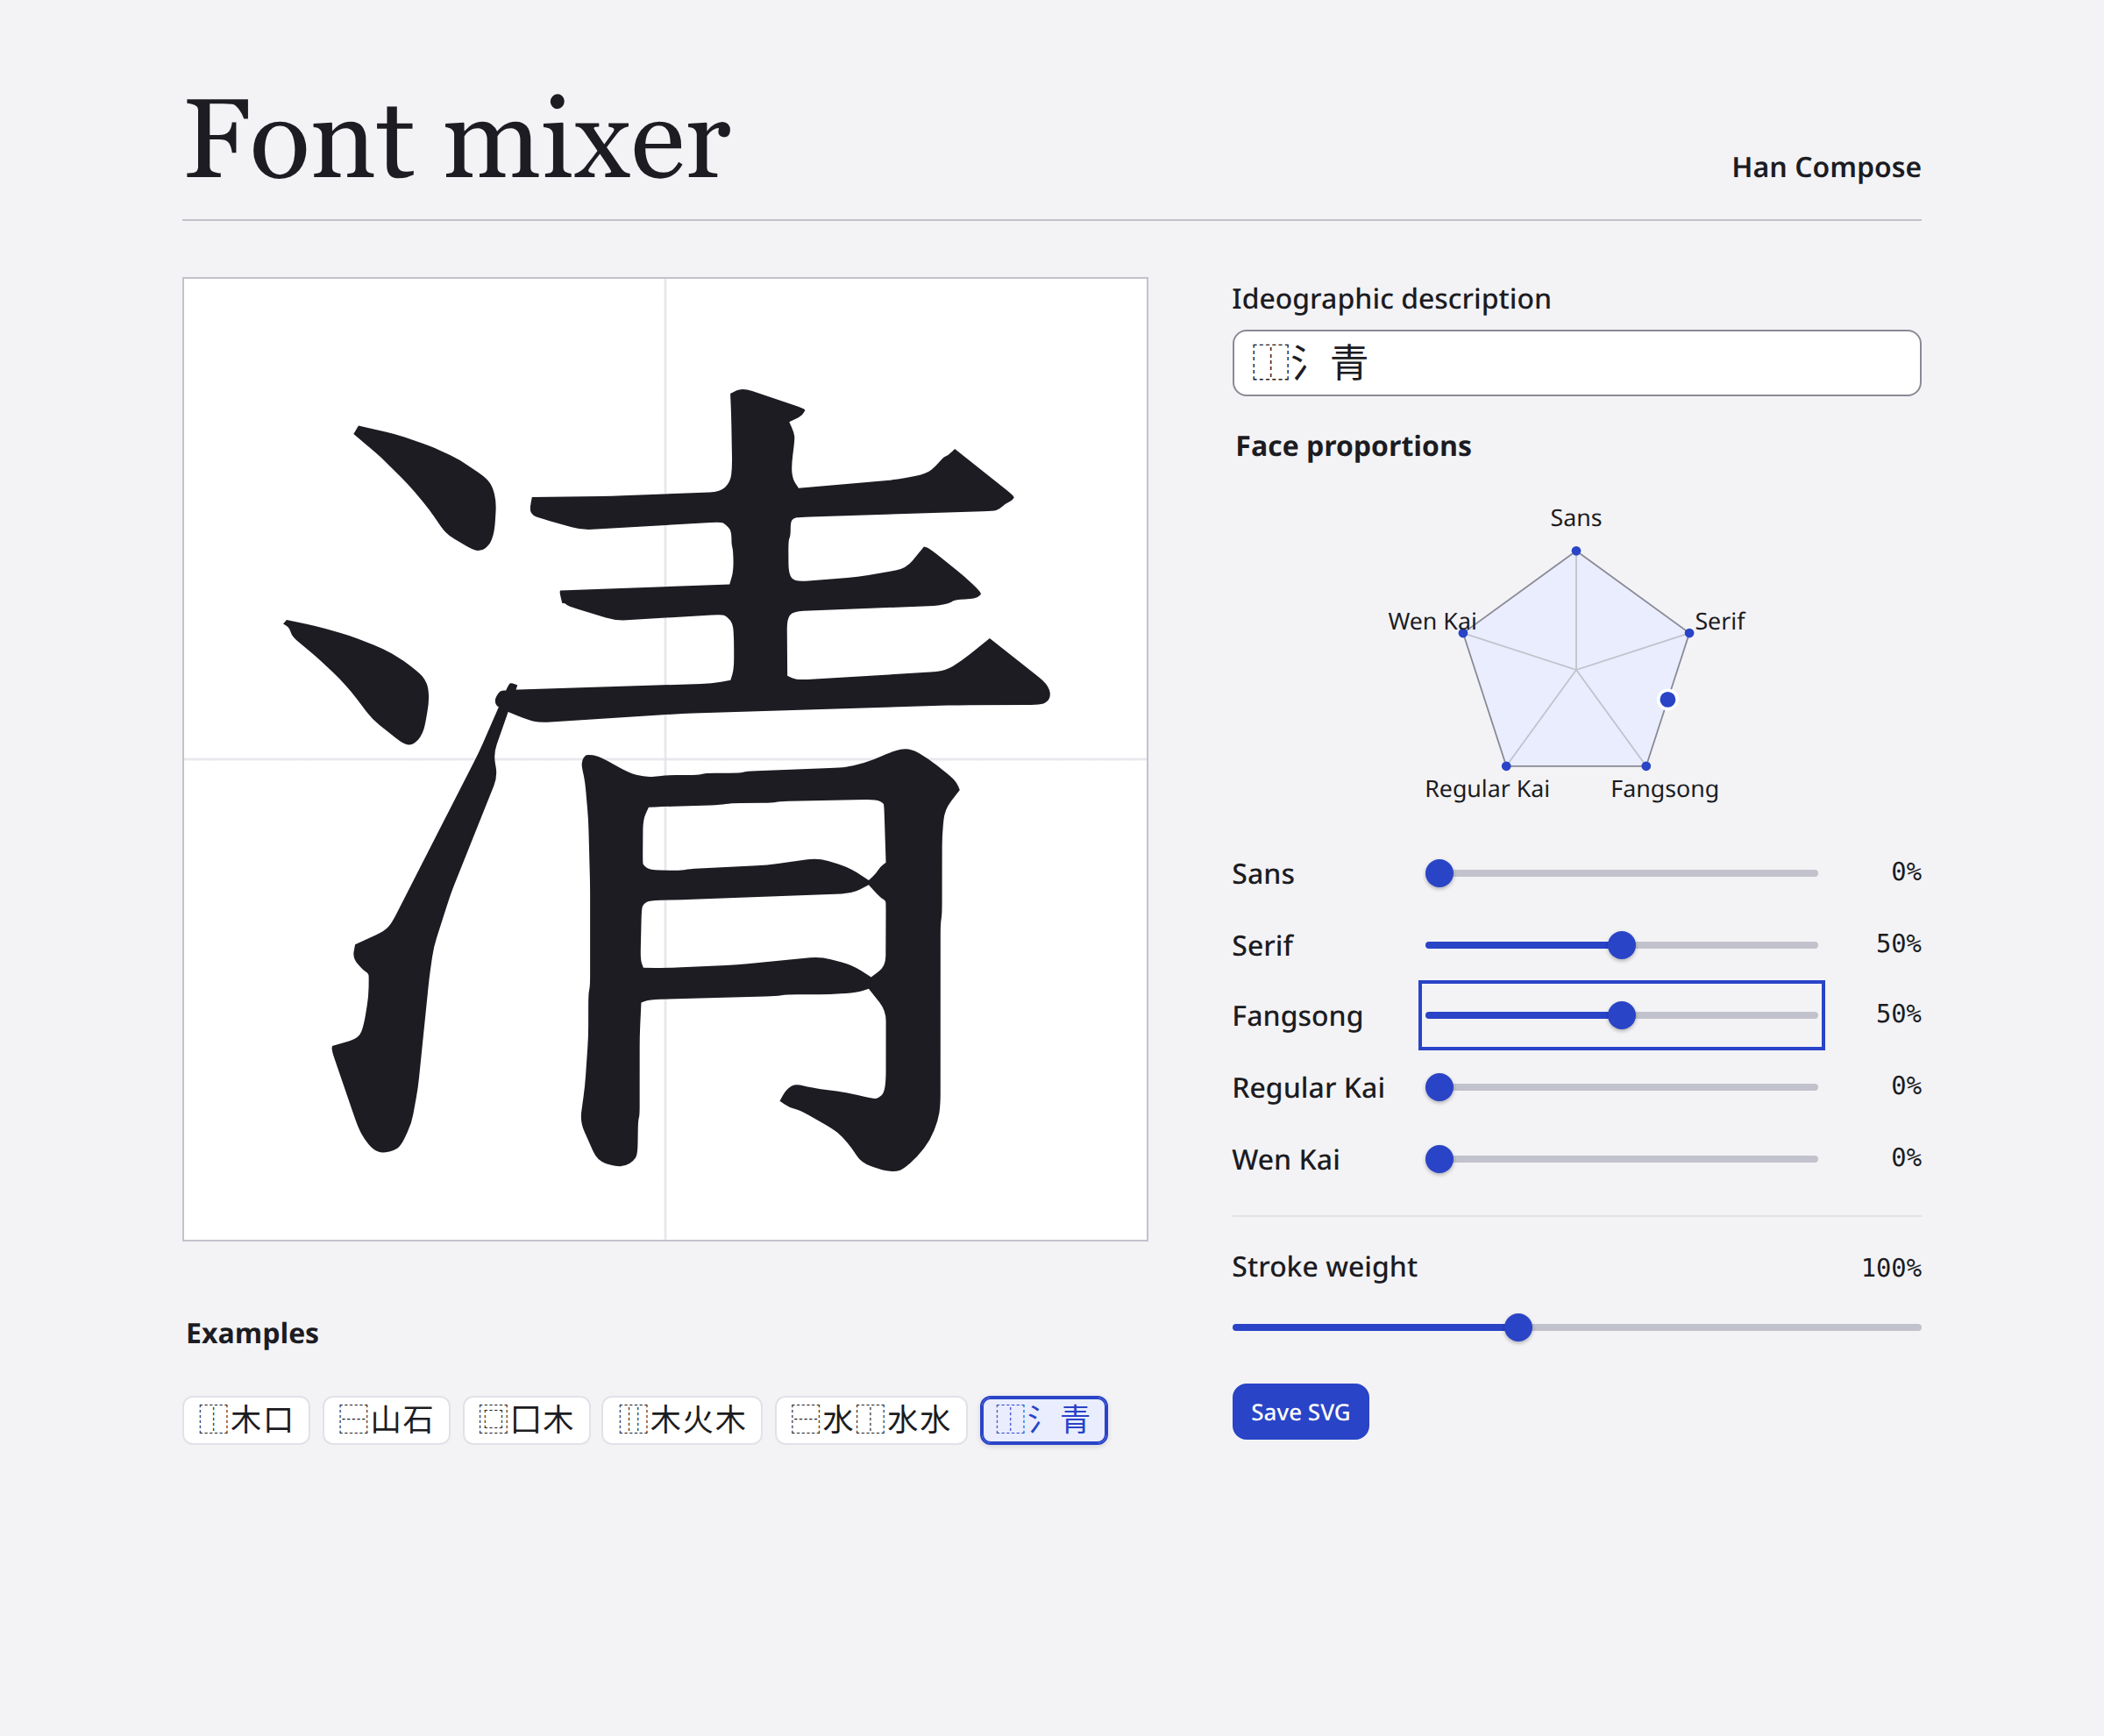 Font mixer
Han Compose
清
Ideographic description
⿰氵青
Face proportions
Sans
Wen Kai
Serif
Regular Kai
Fangsong
Sans 0%
Serif 50%
Fangsong 50%
Regular Kai 0%
Wen Kai 0%
Stroke weight 100%
Save SVG
Examples
⿰木口
⿱山石
⿴囗木
⿲木火木
⿱水⿰水水
⿰氵青